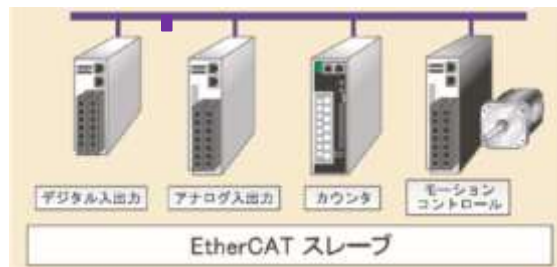 デジタル入出力
アナログ入出力
カウンタ
モーション
コントロール
EtherCAT スレーブ